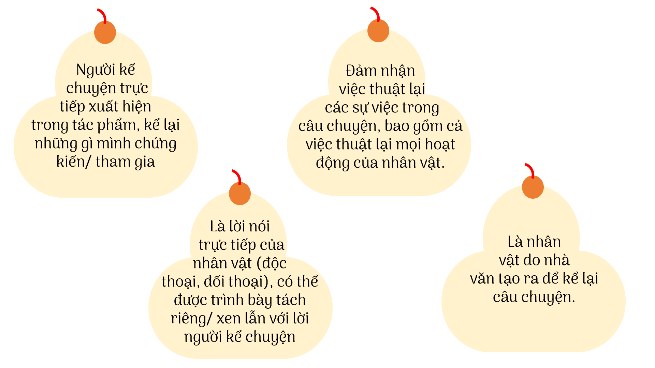 Người kể
chuyện trực
tiếp xuất hiện
trong tác phẩm, kể lại
những gì mình chứng
kiến/ tham gia
Đảm nhận
việc thuật lại
các sự việc trong
câu chuyện, bao gồm cả
việc thuật lại mọi hoạt
động của nhân vật.
Là lời nói
trực tiếp của
nhân vật (độc
thoại, đối thoại), có thể
được trình bày tách
riêng/ xen lẫn với lời
người kể chuyện
Là nhân
vật do nhà
văn tạo ra để kể lại
câu chuyện.